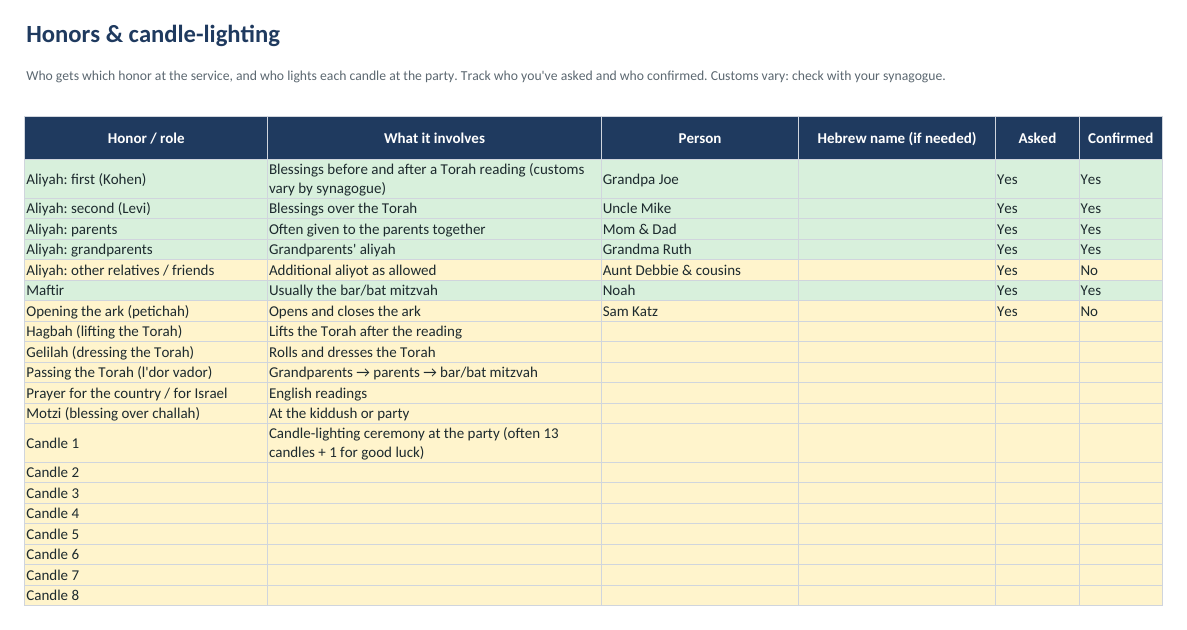 Honors & candle-lighting
Who gets which honor at the service, and who lights each candle at the party. Track who you've asked and who confirmed. Customs vary: check with your synagogue.
Honor / role What it involves Person Hebrew name (if needed) Asked Confirmed
Aliyah: first (Kohen) Blessings before and after a Torah reading (customs vary by synagogue) Grandpa Joe Yes Yes
Aliyah: second (Levi) Blessings over the Torah Uncle Mike Yes Yes
Aliyah: parents Often given to the parents together Mom & Dad Yes Yes
Aliyah: grandparents Grandparents' aliyah Grandma Ruth Yes Yes
Aliyah: other relatives / friends Additional aliyot as allowed Aunt Debbie & cousins Yes No
Maftir Usually the bar/bat mitzvah Noah Yes Yes
Opening the ark (petichah) Opens and closes the ark Sam Katz Yes No
Hagbah (lifting the Torah) Lifts the Torah after the reading
Gelilah (dressing the Torah) Rolls and dresses the Torah
Passing the Torah (l'dor vador) Grandparents → parents → bar/bat mitzvah
Prayer for the country / for Israel English readings
Motzi (blessing over challah) At the kiddush or party
Candle 1 Candle-lighting ceremony at the party (often 13 candles + 1 for good luck)
Candle 2
Candle 3
Candle 4
Candle 5
Candle 6
Candle 7
Candle 8